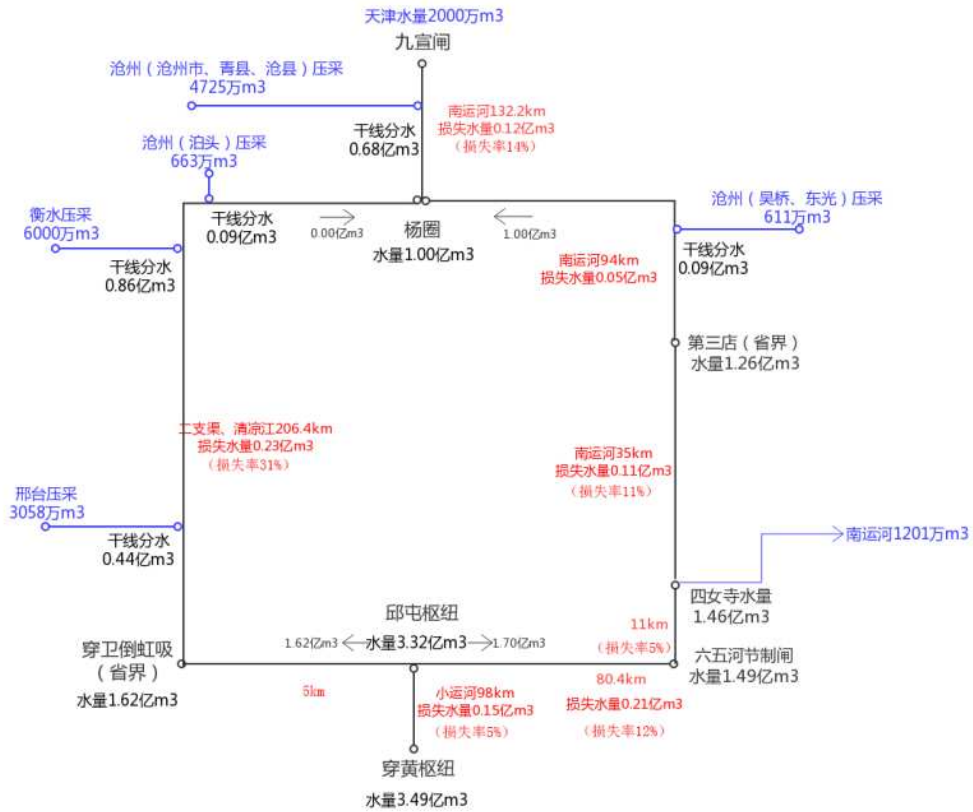 天津水量2000万m3
九宣闸
沧州（沧州市、青县、沧县）压采
4725万m3
南运河132.2km
损失水量0.12亿m3
（损失率14%）
干线分水
0.68亿m3
沧州（泊头）压采
663万m3
沧州（吴桥、东光）压采
611万m3
衡水压采
6000万m3
干线分水
0.09亿m3
0.00亿m3
1.00亿m3
杨圈
水量1.00亿m3
干线分水
0.09亿m3
干线分水
0.86亿m3
南运河94km
损失水量0.05亿m3
第三店（省界）
水量1.26亿m3
二支渠、清凉江206.4km
损失水量0.23亿m3
（损失率31%）
南运河35km
损失水量0.11亿m3
（损失率11%）
邢台压采
3058万m3
干线分水
0.44亿m3
南运河1201万m3
四女寺水量
1.46亿m3
邱屯枢纽
1.62亿m3
水量3.32亿m3
1.70亿m3
11km
（损失率5%）
穿卫倒虹吸
（省界）
水量1.62亿m3
六五河节制闸
水量1.49亿m3
5km
小运河98km
损失水量0.15亿m3
（损失率5%）
80.4km
损失水量0.21亿m3
（损失率12%）
穿黄枢纽
水量3.49亿m3